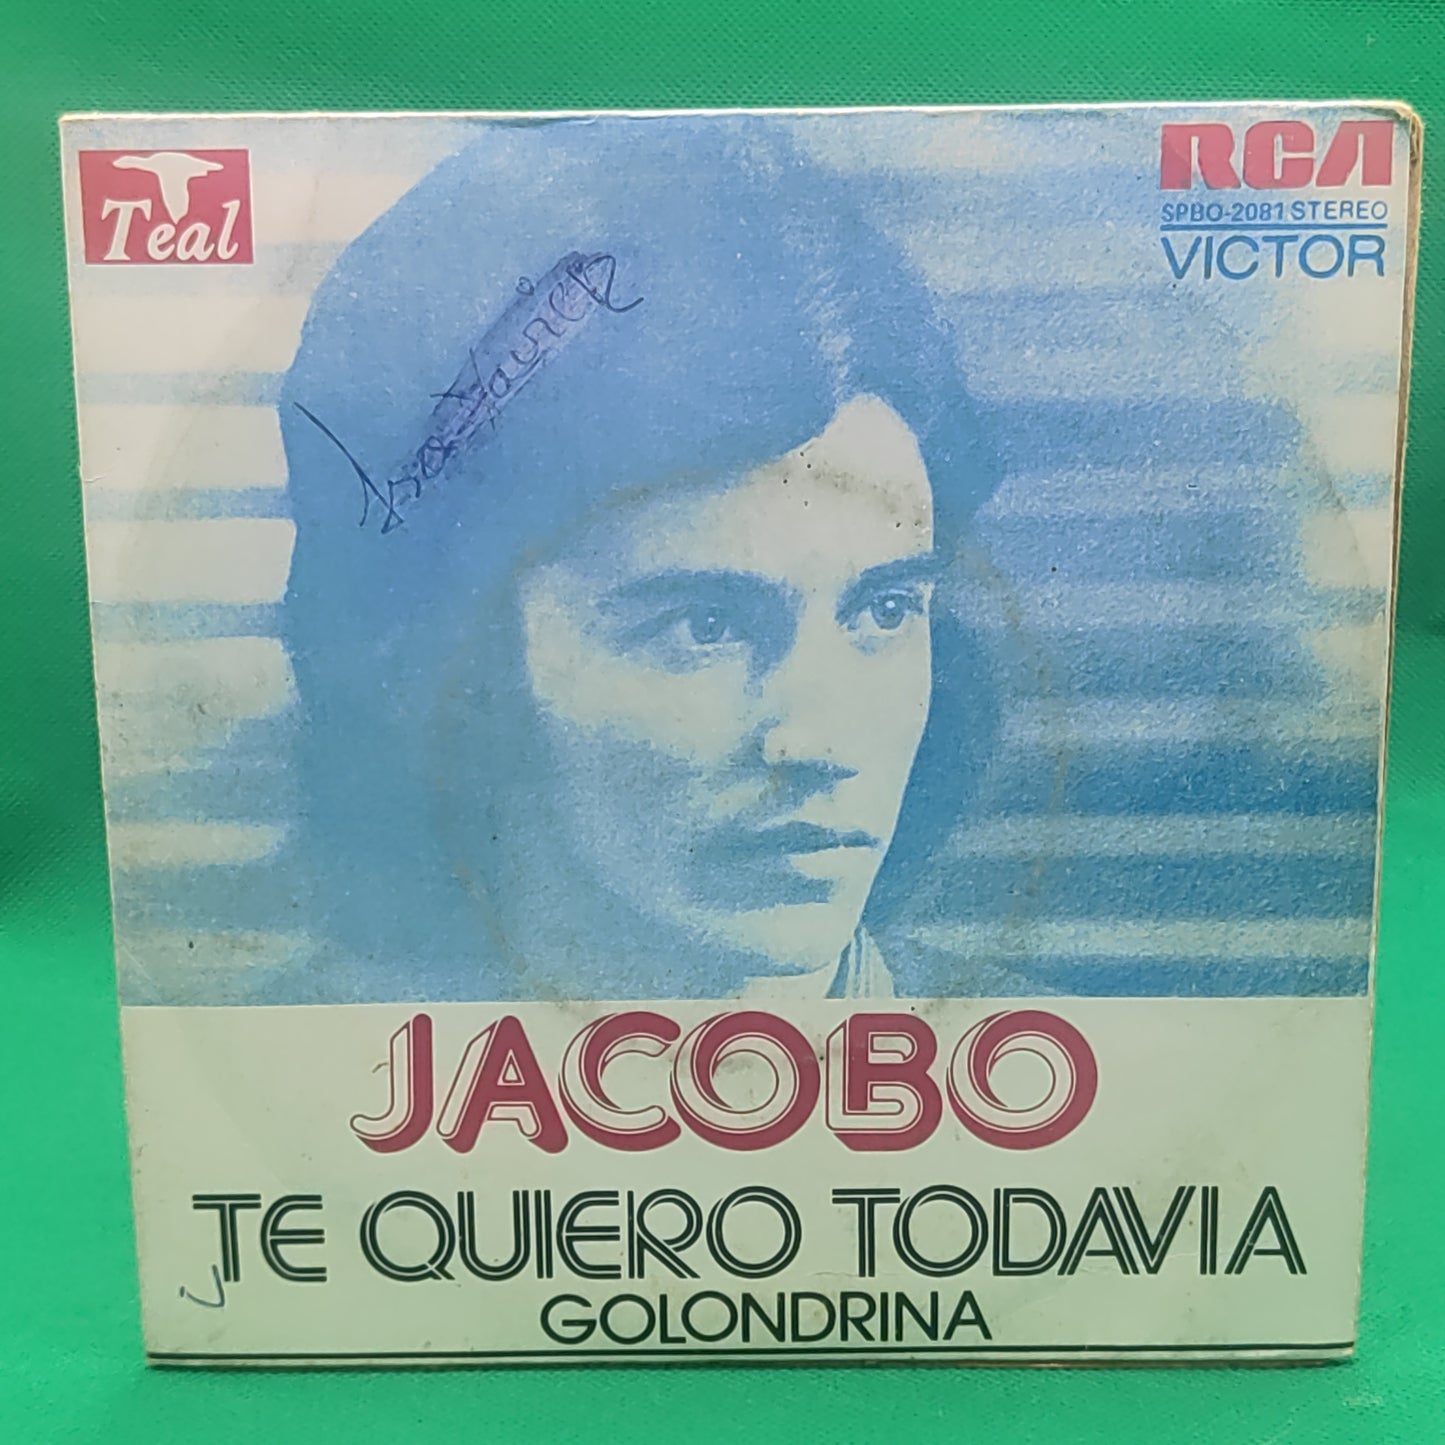 Teal
RCA
SPBO-2081 STEREO
VICTOR
JACOBO
TE QUIERO TODAVIA
GOLONDRINA